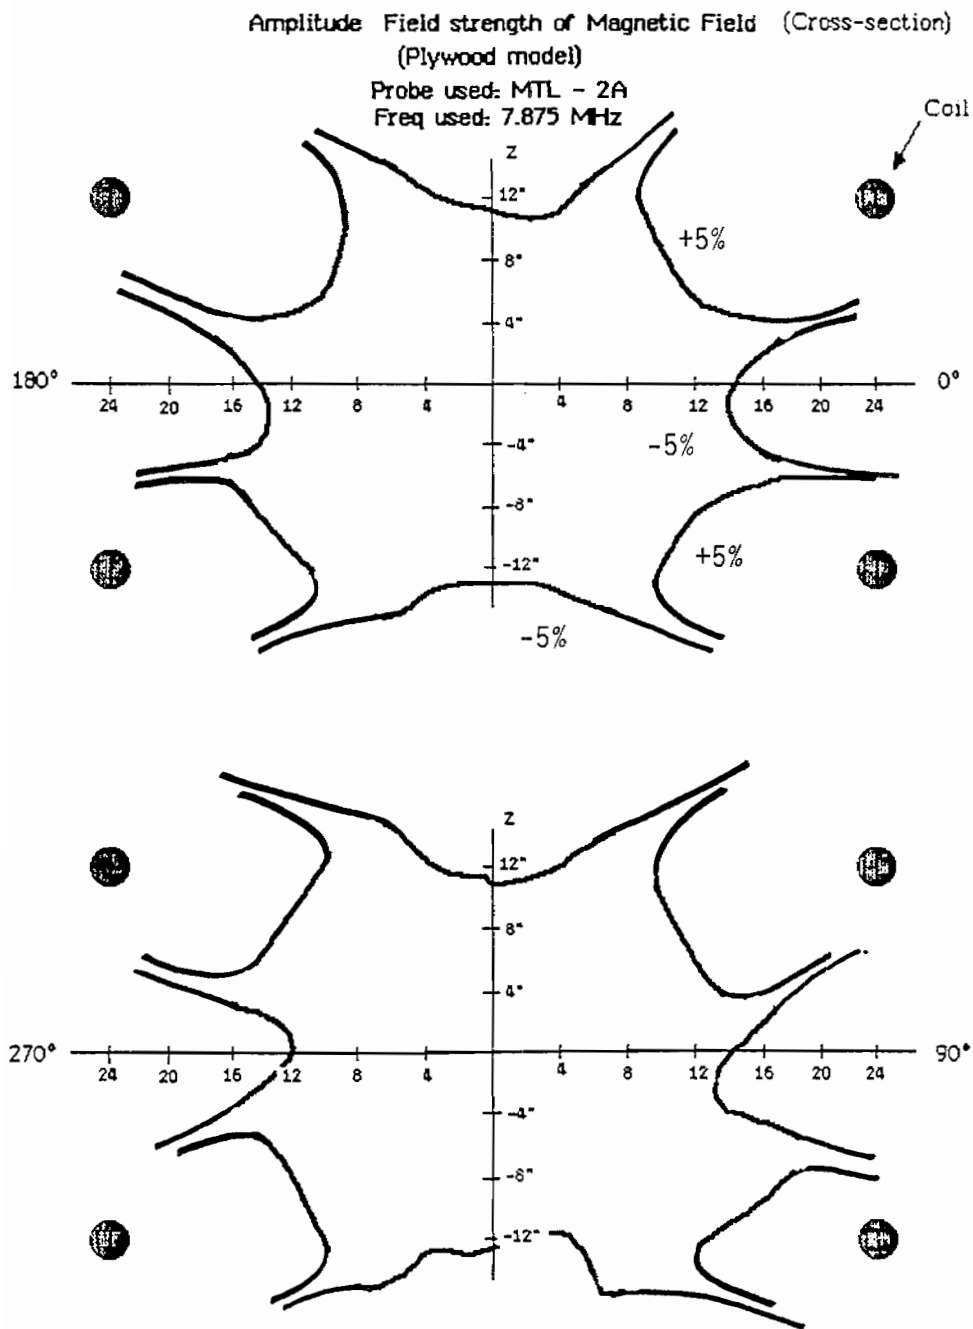 Amplitude Field strength of Magnetic Field (Cross-section)
(Plywood model)
Probe used: MTL - 2A
Freq used: 7.875 MHz
Coil
Z
12"
+5%
8"
4"
180° 0°
24 20 16 12 8 4 4 8 12 16 20 24
-4"
-5%
-8"
-12"
+5%
-5%
Z
12"
8"
4"
270° 90°
24 20 16 12 8 4 4 8 12 16 20 24
-4"
-8"
-12"